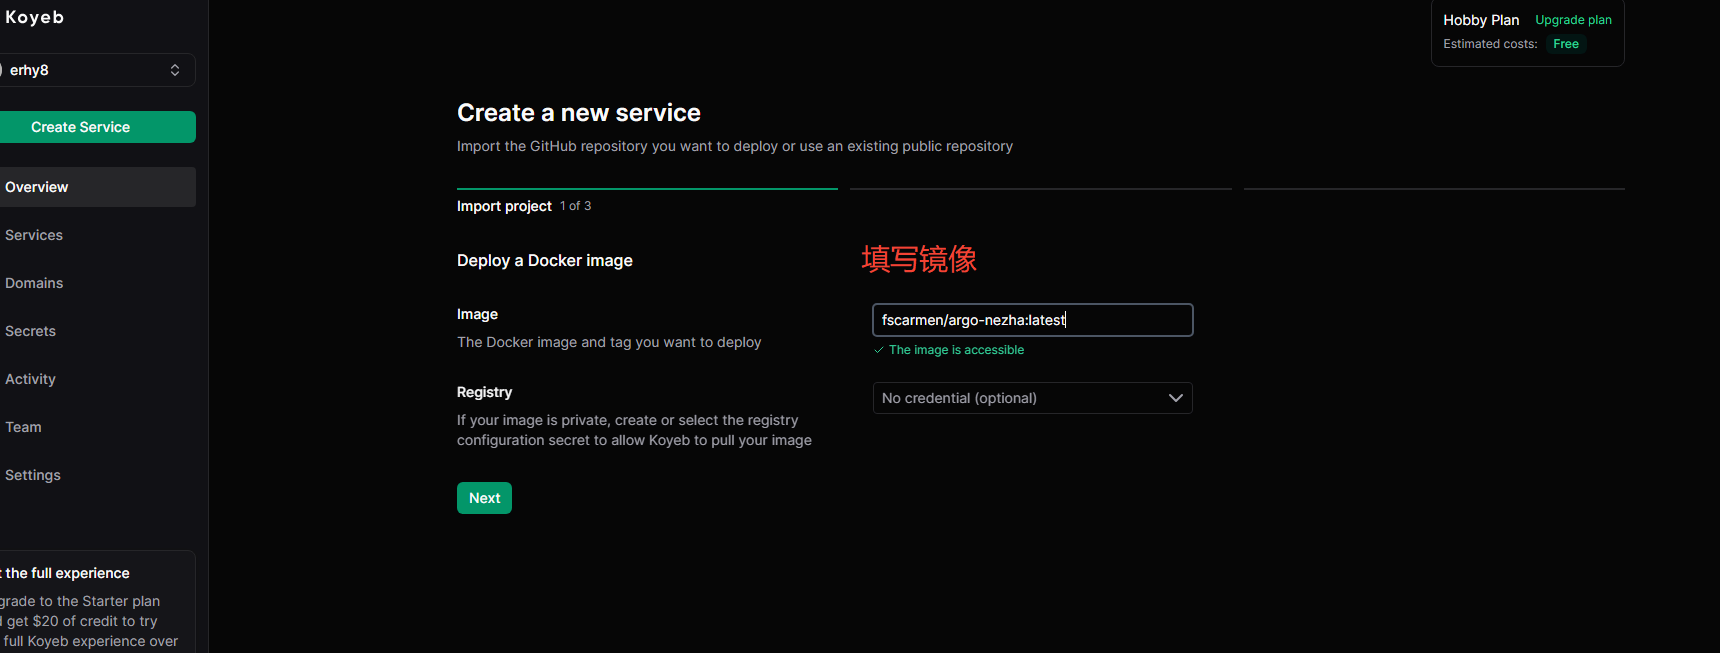 Koyeb
erhy8
Create Service
Overview
Services
Domains
Secrets
Activity
Team
Settings
the full experience
to the Starter plan
get $20 of credit to try
full Koyeb experience over
Hobby Plan Upgrade plan
Estimated costs: Free
Create a new service
Import the GitHub repository you want to deploy or use an existing public repository
Import project 1 of 3
Deploy a Docker image
填写镜像
Image
The Docker image and tag you want to deploy
fscarmen/argo-nezha:latest
The image is accessible
Registry
If your image is private, create or select the registry
configuration secret to allow Koyeb to pull your image
No credential (optional)
Next